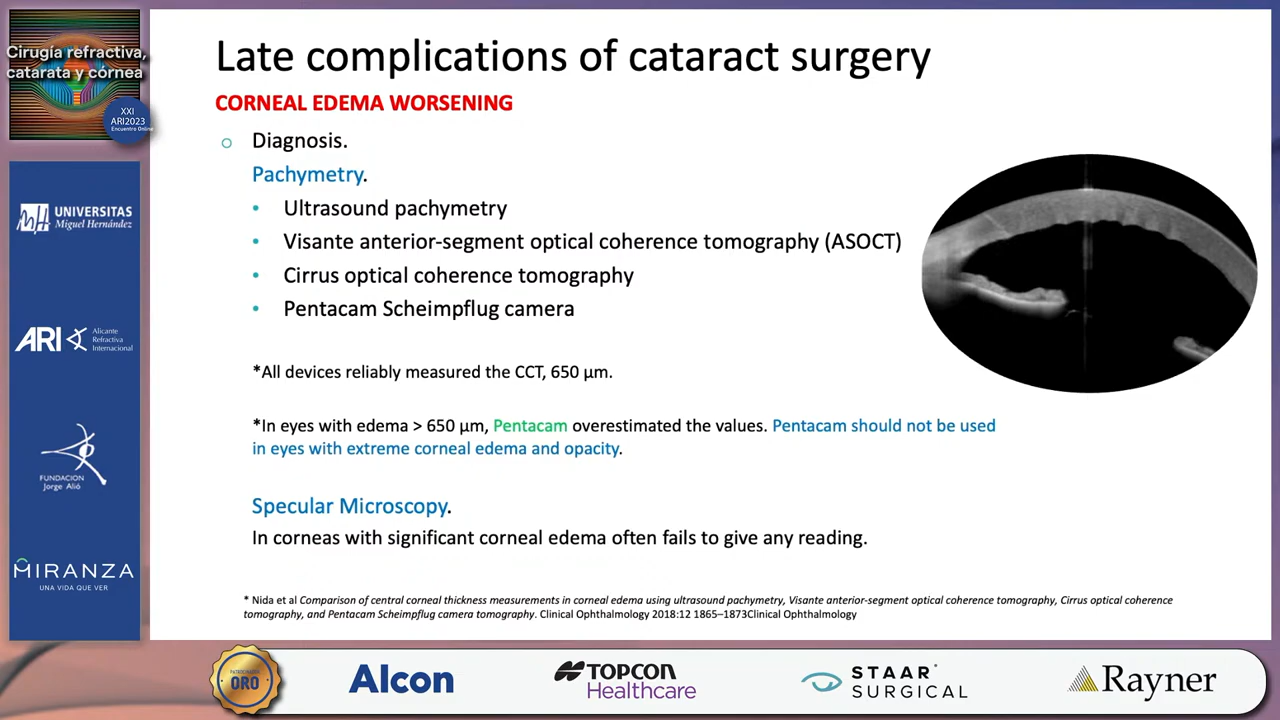 Cirugía refractiva,
catarata y córnea
XXI
ARI2023
Encuentro Online
UNIVERSITAS
Miguel Hernández
ARI
Alicante
Refractiva
Internacional
FUNDACION
Jorge Alió
MIRANZA
UNA VIDA QUE VER
Late complications of cataract surgery
CORNEAL EDEMA WORSENING
Diagnosis.
Pachymetry.
• Ultrasound pachymetry
• Visante anterior-segment optical coherence tomography (ASOCT)
• Cirrus optical coherence tomography
• Pentacam Scheimpflug camera
*All devices reliably measured the CCT, 650 µm.
*In eyes with edema > 650 µm, Pentacam overestimated the values. Pentacam should not be used
in eyes with extreme corneal edema and opacity.
Specular Microscopy.
In corneas with significant corneal edema often fails to give any reading.
* Nida et al Comparison of central corneal thickness measurements in corneal edema using ultrasound pachymetry, Visante anterior-segment optical coherence tomography, Cirrus optical coherence
tomography, and Pentacam Scheimpflug camera tomography. Clinical Ophthalmology 2018:12 1865–1873Clinical Ophthalmology
ORO
Alcon
TOPCON
Healthcare
STAAR
SURGICAL
Rayner